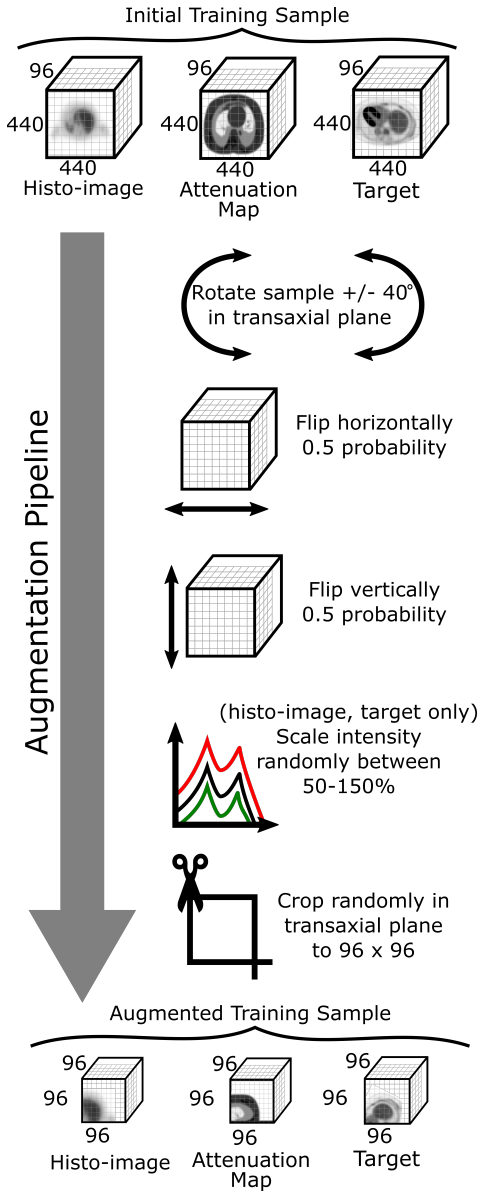 Initial Training Sample
96
440
440
Histo-image
96
440
440
Attenuation
Map
96
440
440
Target
Augmentation Pipeline
Rotate sample +/- 40°
in transaxial plane
Flip horizontally
0.5 probability
Flip vertically
0.5 probability
(histo-image, target only)
Scale intensity
randomly between
50-150%
Crop randomly in
transaxial plane
to 96 x 96
Augmented Training Sample
96
96
96
Histo-image
96
96
96
Attenuation
Map
96
96
96
Target